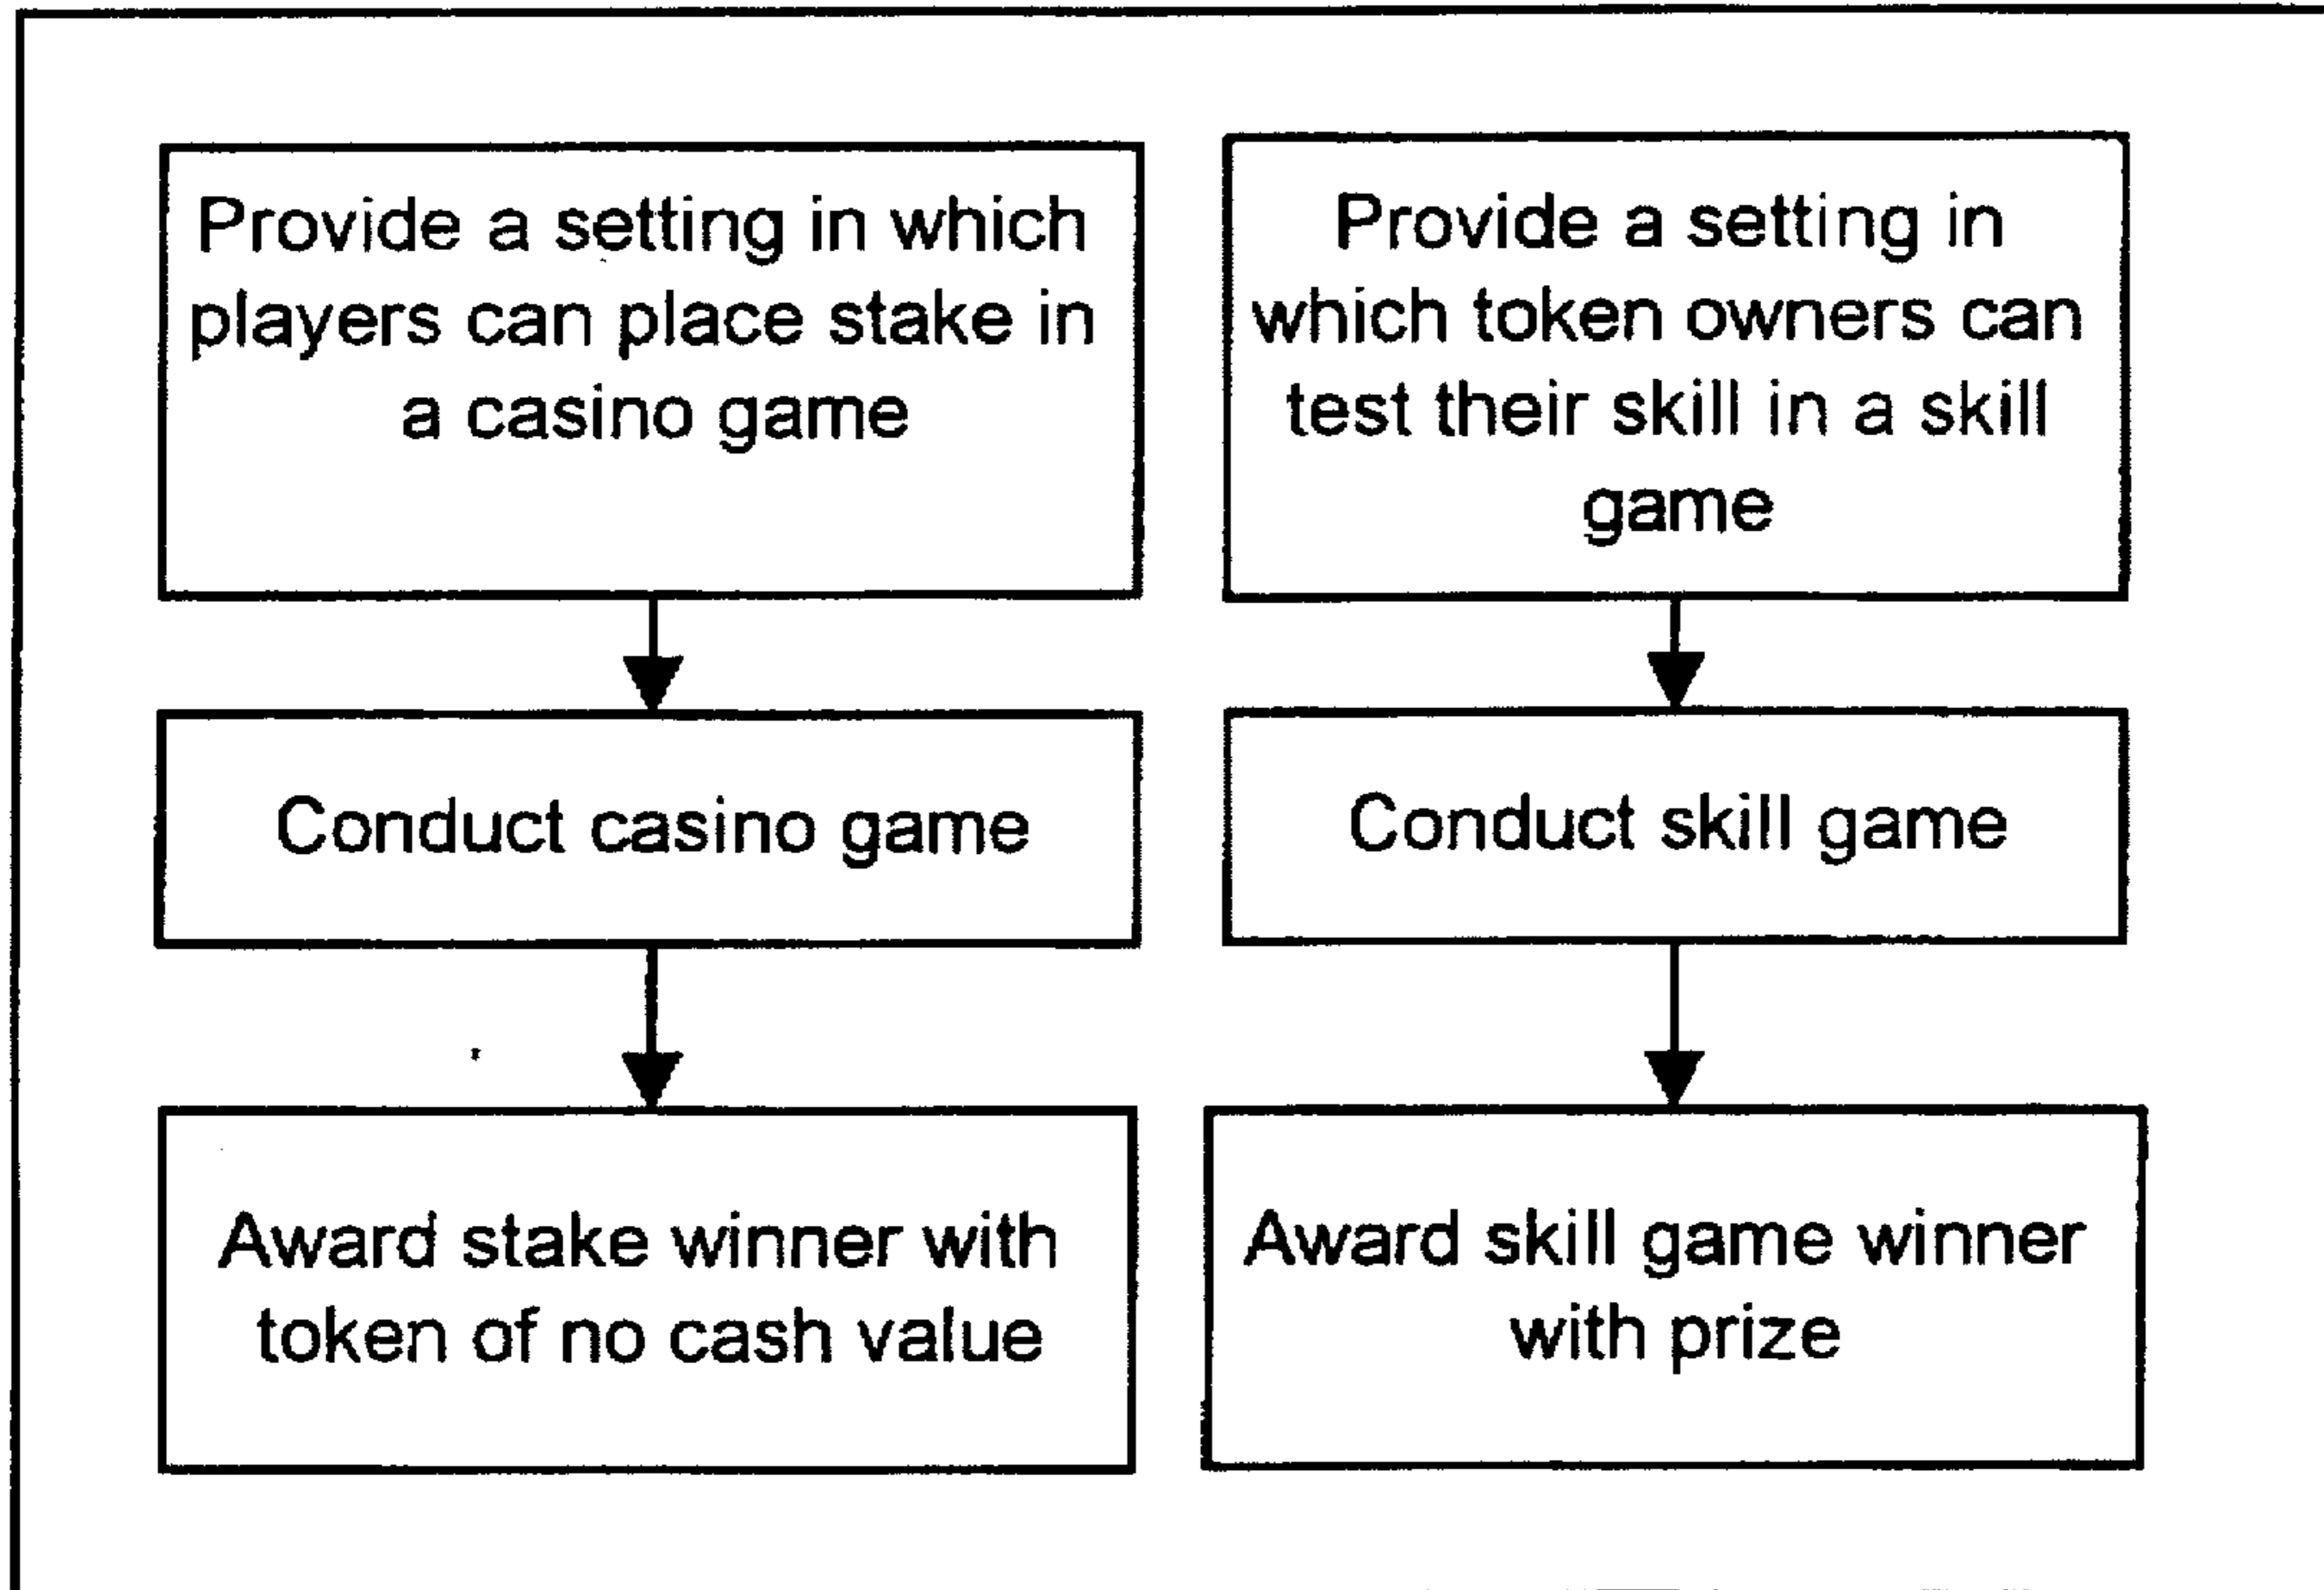 Provide a setting in which
players can place stake in
a casino game
Conduct casino game
Award stake winner with
token of no cash value
Provide a setting in
which token owners can
test their skill in a skill
game
Conduct skill game
Award skill game winner
with prize